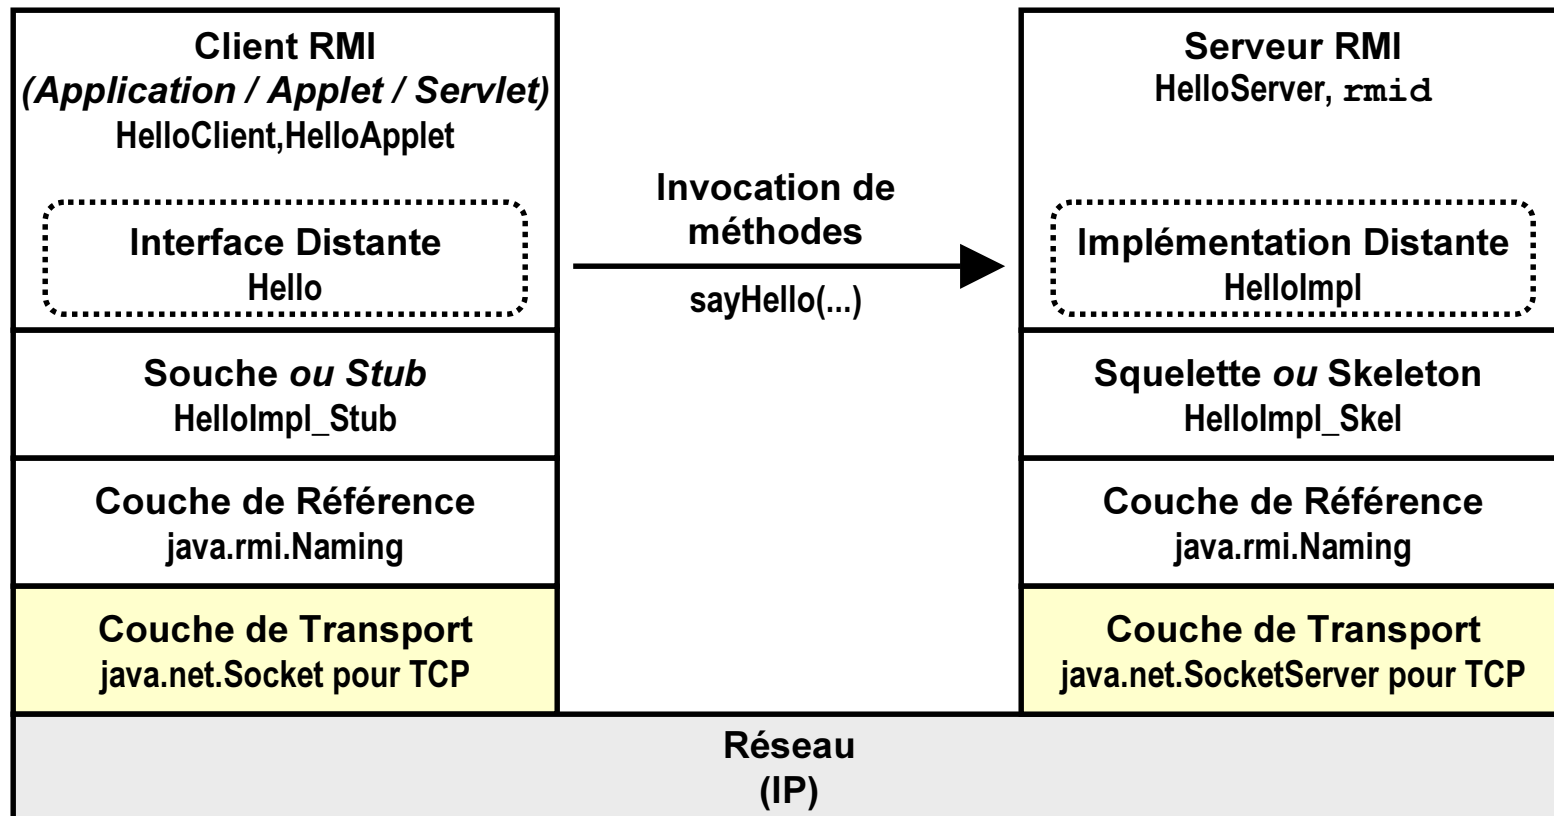 Client RMI
(Application / Applet / Servlet)
HelloClient,HelloApplet
Interface Distante
Hello
Souche ou Stub
HelloImpl_Stub
Couche de Référence
java.rmi.Naming
Couche de Transport
java.net.Socket pour TCP
Invocation de
méthodes
sayHello(...)
Serveur RMI
HelloServer, rmid
Implémentation Distante
HelloImpl
Squelette ou Skeleton
HelloImpl_Skel
Couche de Référence
java.rmi.Naming
Couche de Transport
java.net.SocketServer pour TCP
Réseau
(IP)